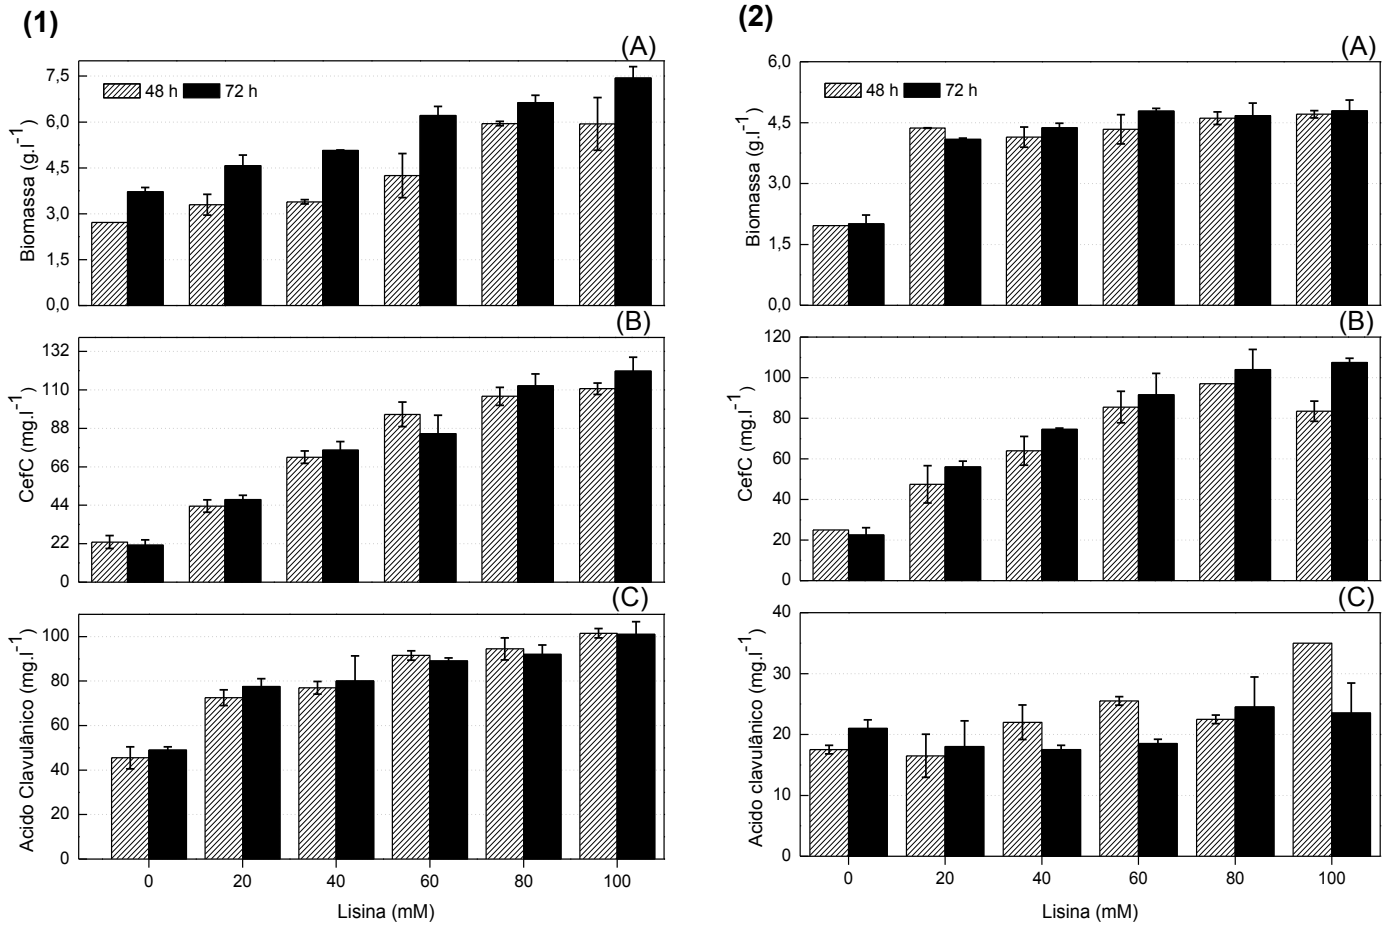 (1)
(A)
48 h 72 h
Biomassa (g.l⁻¹)
7,5
6,0
4,5
3,0
1,5
0,0
(B)
CefC (mg.l⁻¹)
132
110
88
66
44
22
0
(C)
Acido Clavulânico (mg.l⁻¹)
100
80
60
40
20
0
0 20 40 60 80 100
Lisina (mM)
(2)
(A)
48 h 72 h
Biomassa (g.l⁻¹)
6,0
4,5
3,0
1,5
0,0
(B)
CefC (mg.l⁻¹)
120
100
80
60
40
20
0
(C)
Acido clavulânico (mg.l⁻¹)
40
30
20
10
0
0 20 40 60 80 100
Lisina (mM)